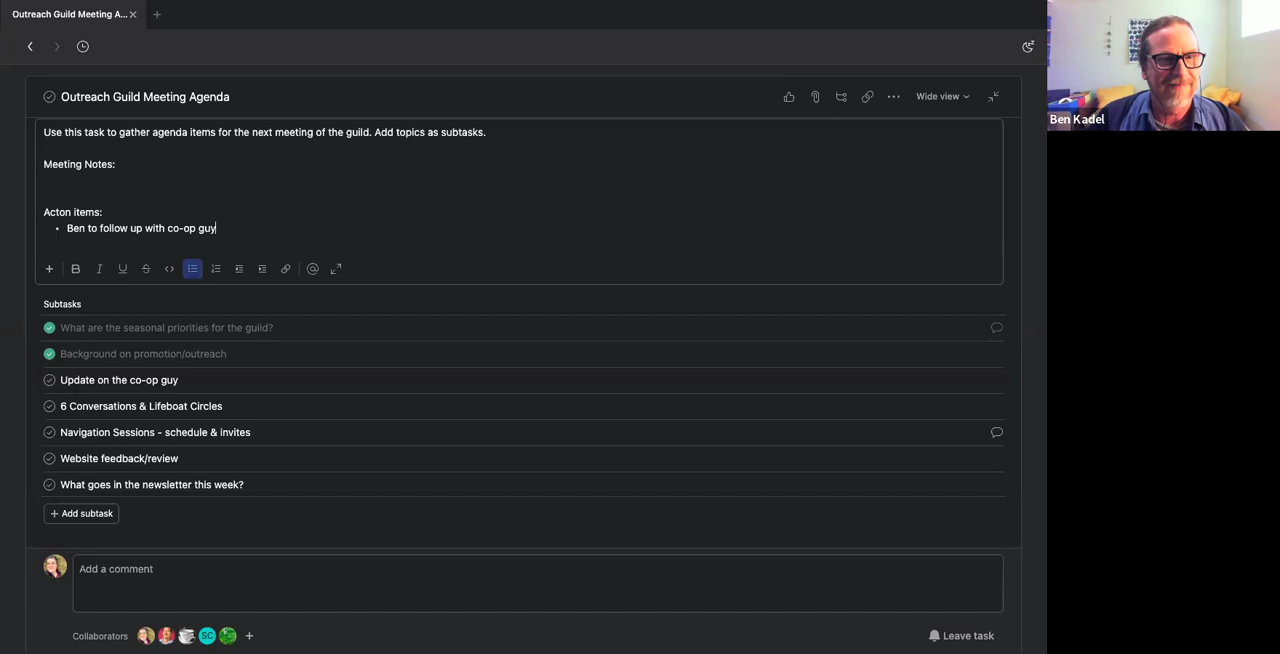 Outreach Guild Meeting A...
Outreach Guild Meeting Agenda
Wide view
Ben Kadel
Use this task to gather agenda items for the next meeting of the guild. Add topics as subtasks.
Meeting Notes:
Acton items:
• Ben to follow up with co-op guy
Subtasks
What are the seasonal priorities for the guild?
Background on promotion/outreach
Update on the co-op guy
6 Conversations & Lifeboat Circles
Navigation Sessions - schedule & invites
Website feedback/review
What goes in the newsletter this week?
+ Add subtask
Add a comment
Collaborators
SC
Leave task